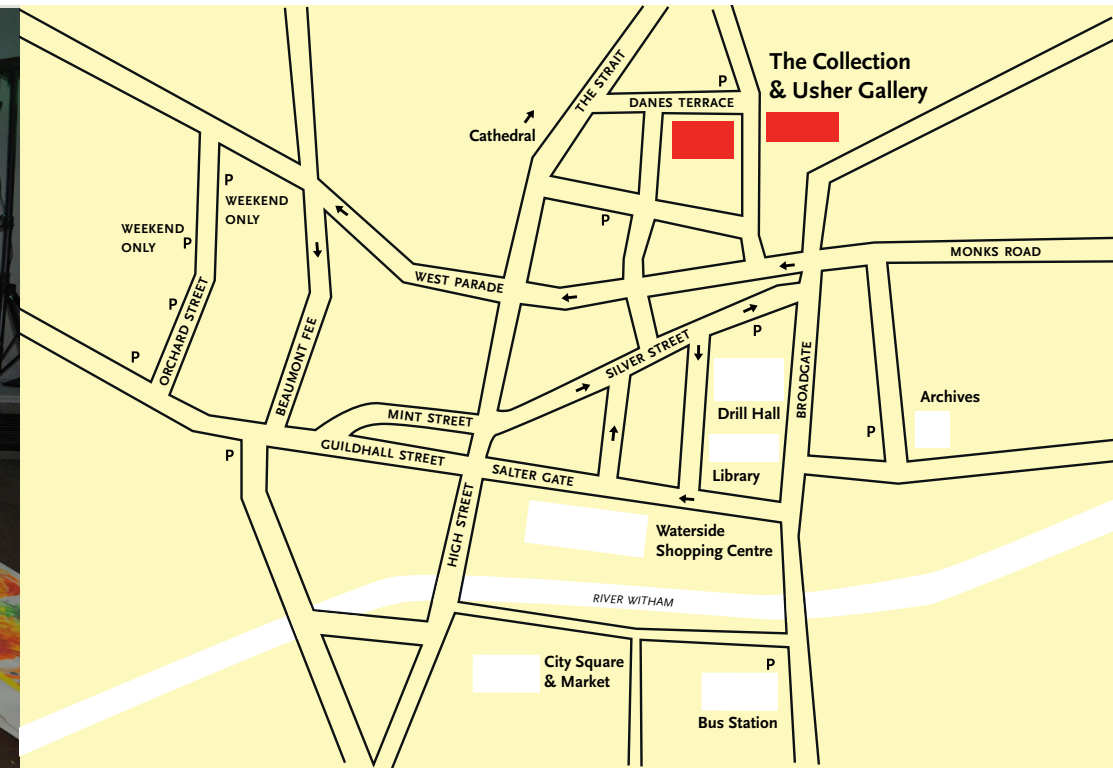 The Collection
& Usher Gallery
THE STRAIT
P
DANES TERRACE
Cathedral
P
WEEKEND
ONLY
WEEKEND
ONLY
P
P
MONKS ROAD
WEST PARADE
P
ORCHARD STREET
BEAUMONT FEE
P
SILVER STREET
P
BROADGATE
MINT STREET
Drill Hall
Archives
GUILDHALL STREET
P
P
SALTER GATE
Library
HIGH STREET
Waterside
Shopping Centre
RIVER WITHAM
City Square
& Market
P
Bus Station